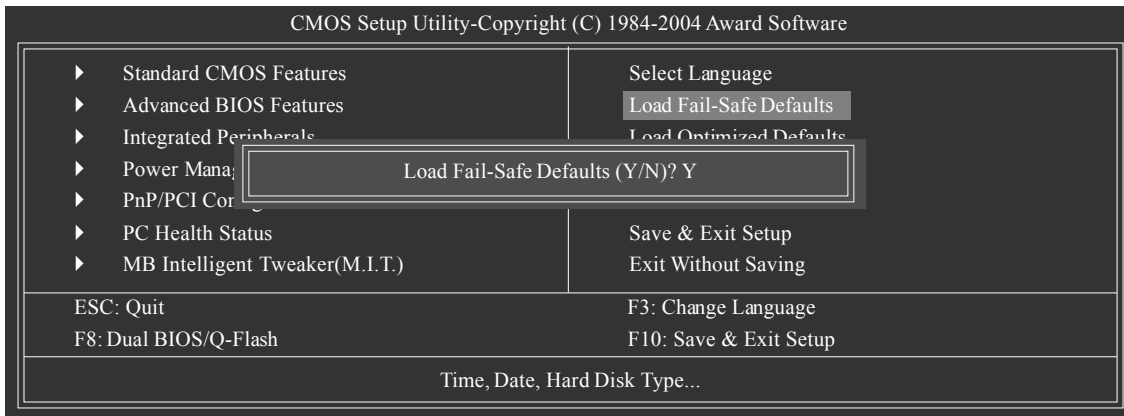 CMOS Setup Utility-Copyright (C) 1984-2004 Award Software
Standard CMOS Features
Advanced BIOS Features
Integrated Peripherals
Power Manag
PnP/PCI Config
PC Health Status
MB Intelligent Tweaker(M.I.T.)
Select Language
Load Fail-Safe Defaults
Load Optimized Defaults
Load Fail-Safe Defaults (Y/N)? Y
Save & Exit Setup
Exit Without Saving
ESC: Quit
F3: Change Language
F8: Dual BIOS/Q-Flash
F10: Save & Exit Setup
Time, Date, Hard Disk Type...